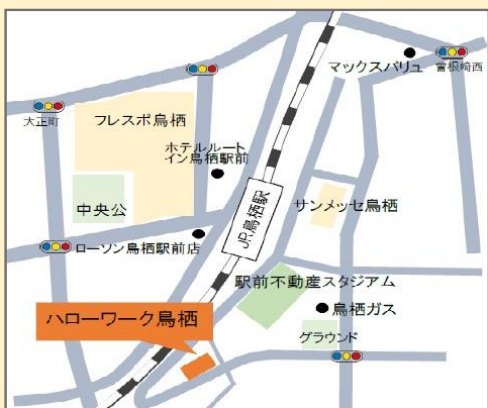 マックスバリュ
曽根崎西
大正町
フレスポ鳥栖
ホテルルート
イン鳥栖駅前
中央公
JR鳥栖駅
サンメッセ鳥栖
ローソン鳥栖駅前店
駅前不動産スタジアム
ハローワーク鳥栖
鳥栖ガス
グラウンド